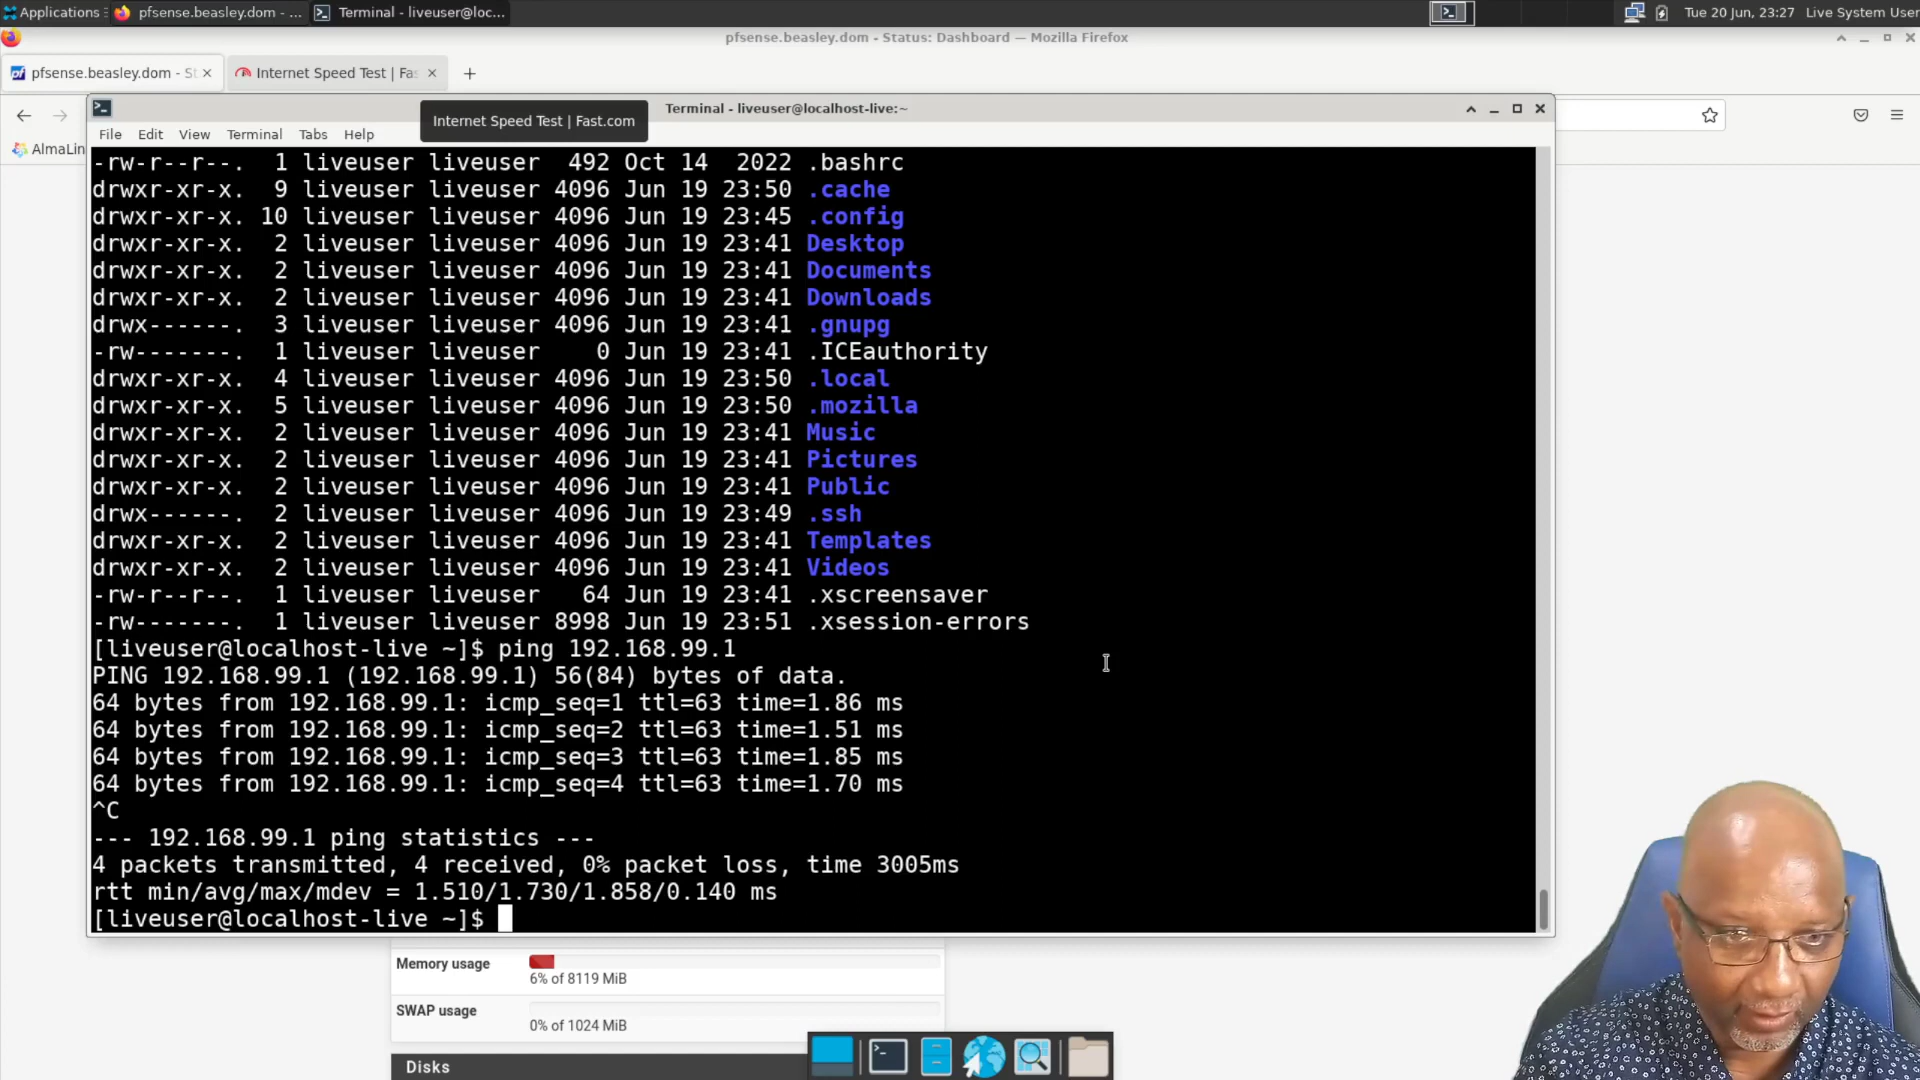 Applications
pfsense.beasley.dom - ...
Terminal - liveuser@loc...
Tue 20 Jun, 23:27
Live System User
pfsense.beasley.dom - Status: Dashboard — Mozilla Firefox
pfsense.beasley.dom - St
Internet Speed Test | Fas
Terminal - liveuser@localhost-live:~
Internet Speed Test | Fast.com
File Edit View Terminal Tabs Help
AlmaLin
-rw-r--r--. 1 liveuser liveuser 492 Oct 14 2022 .bashrc
drwxr-xr-x. 9 liveuser liveuser 4096 Jun 19 23:50 .cache
drwxr-xr-x. 10 liveuser liveuser 4096 Jun 19 23:45 .config
drwxr-xr-x. 2 liveuser liveuser 4096 Jun 19 23:41 Desktop
drwxr-xr-x. 2 liveuser liveuser 4096 Jun 19 23:41 Documents
drwxr-xr-x. 2 liveuser liveuser 4096 Jun 19 23:41 Downloads
drwx------. 3 liveuser liveuser 4096 Jun 19 23:41 .gnupg
-rw-------. 1 liveuser liveuser 0 Jun 19 23:41 .ICEauthority
drwxr-xr-x. 4 liveuser liveuser 4096 Jun 19 23:50 .local
drwxr-xr-x. 5 liveuser liveuser 4096 Jun 19 23:50 .mozilla
drwxr-xr-x. 2 liveuser liveuser 4096 Jun 19 23:41 Music
drwxr-xr-x. 2 liveuser liveuser 4096 Jun 19 23:41 Pictures
drwxr-xr-x. 2 liveuser liveuser 4096 Jun 19 23:41 Public
drwx------. 2 liveuser liveuser 4096 Jun 19 23:49 .ssh
drwxr-xr-x. 2 liveuser liveuser 4096 Jun 19 23:41 Templates
drwxr-xr-x. 2 liveuser liveuser 4096 Jun 19 23:41 Videos
-rw-r--r--. 1 liveuser liveuser 64 Jun 19 23:41 .xscreensaver
-rw-------. 1 liveuser liveuser 8998 Jun 19 23:51 .xsession-errors
[liveuser@localhost-live ~]$ ping 192.168.99.1
PING 192.168.99.1 (192.168.99.1) 56(84) bytes of data.
64 bytes from 192.168.99.1: icmp_seq=1 ttl=63 time=1.86 ms
64 bytes from 192.168.99.1: icmp_seq=2 ttl=63 time=1.51 ms
64 bytes from 192.168.99.1: icmp_seq=3 ttl=63 time=1.85 ms
64 bytes from 192.168.99.1: icmp_seq=4 ttl=63 time=1.70 ms
^C
--- 192.168.99.1 ping statistics ---
4 packets transmitted, 4 received, 0% packet loss, time 3005ms
rtt min/avg/max/mdev = 1.510/1.730/1.858/0.140 ms
[liveuser@localhost-live ~]$
Memory usage
6% of 8119 MiB
SWAP usage
0% of 1024 MiB
Disks